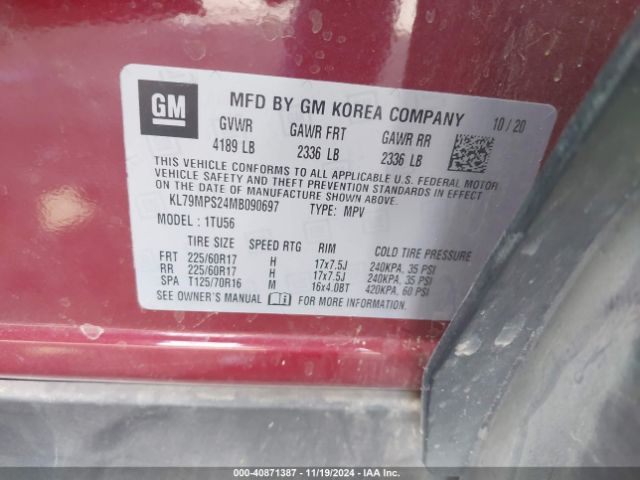 GM
MFD BY GM KOREA COMPANY 10/20
GVWR GAWR FRT GAWR RR
4189 LB 2336 LB 2336 LB
THIS VEHICLE CONFORMS TO ALL APPLICABLE U.S. FEDERAL MOTOR
VEHICLE SAFETY AND THEFT PREVENTION STANDARDS IN EFFECT
ON THE DATE OF MANUFACTURE SHOWN ABOVE.
KL79MPS24MB090697 TYPE: MPV
MODEL : 1TU56
TIRE SIZE SPEED RTG RIM COLD TIRE PRESSURE
FRT 225/60R17 H 17x7.5J 240KPA, 35 PSI
RR 225/60R17 H 17x7.5J 240KPA, 35 PSI
SPA T125/70R16 M 16x4.0BT 420KPA, 60 PSI
SEE OWNER'S MANUAL i FOR MORE INFORMATION.
000-40871387 - 11/19/2024 - IAA Inc.